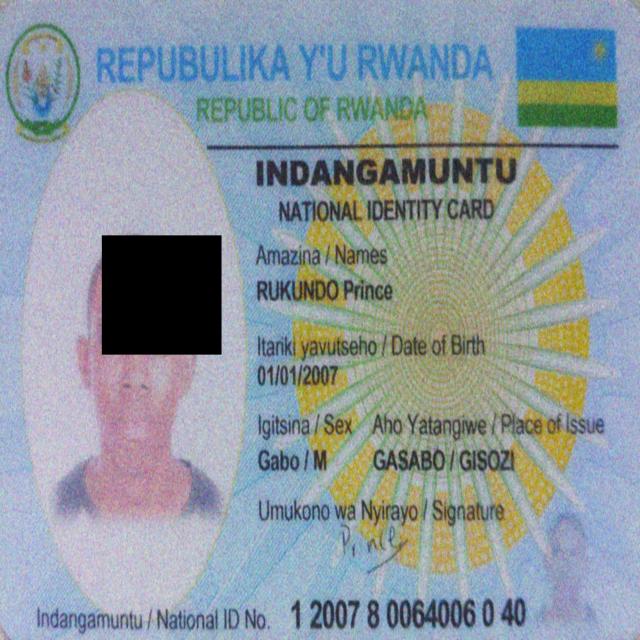 REPUBULIKA Y'U RWANDA
REPUBLIC OF RWANDA
INDANGAMUNTU
NATIONAL IDENTITY CARD
Amazina / Names
RUKUNDO Prince
Itariki yavutseho / Date of Birth
01/01/2007
Igitsina / Sex Aho Yatangiwe / Place of Issue
Gabo / M GASABO / GISOZI
Umukono wa Nyirayo / Signature
Prince
Indangamuntu / National ID No. 1 2007 8 0064006 0 40